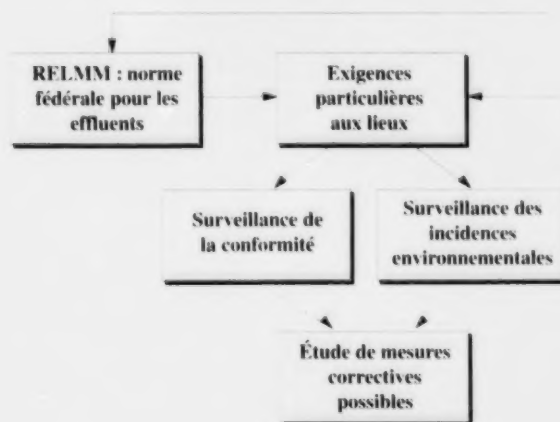 RELMM : norme
fédérale pour les
effluents
Exigences
particulières
aux lieux
Surveillance de
la conformité
Surveillance des
incidences
environnementales
Étude de mesures
correctives
possibles